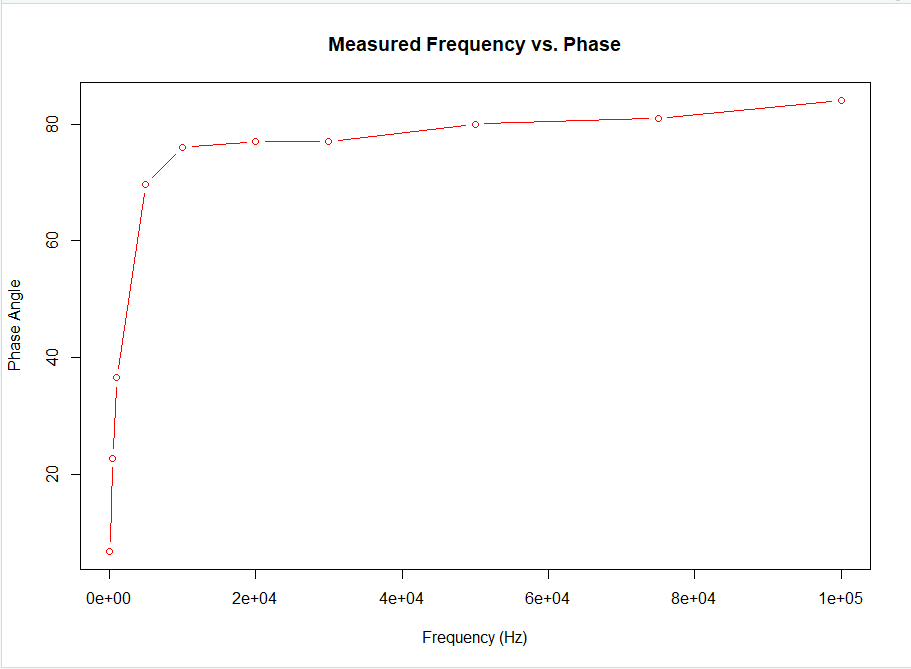 Measured Frequency vs. Phase
80
60
40
20
Phase Angle
0e+00 2e+04 4e+04 6e+04 8e+04 1e+05
Frequency (Hz)